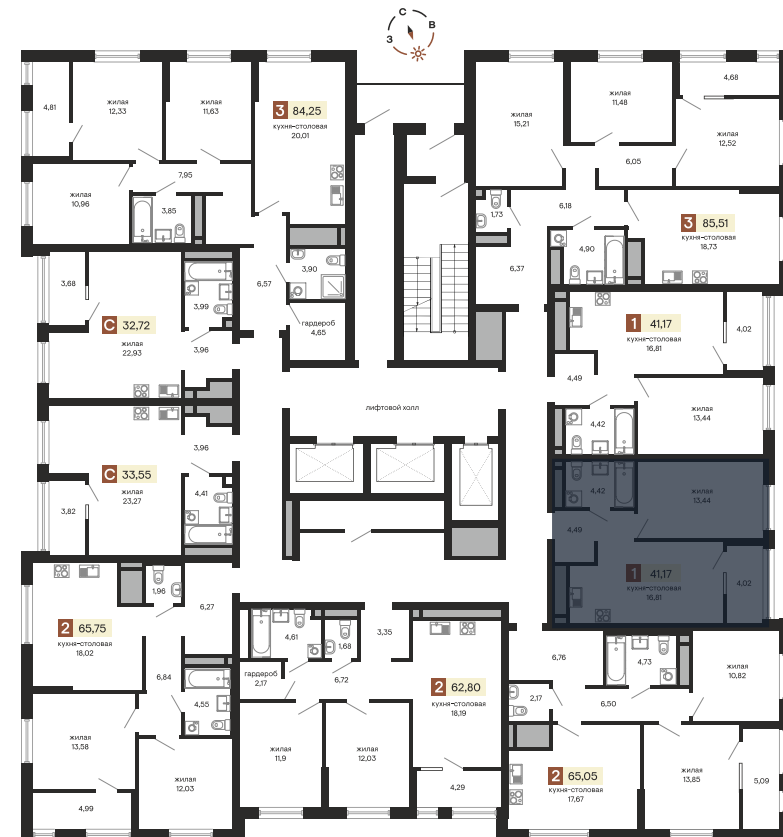 С
В
З
4,81
жилая
12,33
жилая
11,63
3 84,25
кухня-столовая
20,01
жилая
15,21
жилая
11,48
4,68
жилая
12,52
7,95
жилая
10,96
3,85
6,05
1,73
6,18
3 85,51
кухня-столовая
18,73
4,90
6,37
3,90
6,57
3,68
3,99
С 32,72
жилая
22,93
3,96
гардероб
4,65
1 41,17
кухня-столовая
16,81
4,02
4,49
лифтовой холл
жилая
13,44
4,42
3,96
С 33,55
жилая
23,27
4,41
3,82
4,42
жилая
13,44
4,49
1 41,17
кухня-столовая
16,81
4,02
1,96
6,27
2 65,75
кухня-столовая
18,02
4,61
1,68
3,35
6,84
гардероб
2,17
6,72
2 62,80
кухня-столовая
18,19
6,76
4,73
жилая
10,82
4,55
2,17
6,50
жилая
13,58
жилая
11,9
жилая
12,03
жилая
12,03
4,29
2 65,05
кухня-столовая
17,67
жилая
13,85
5,09
4,99